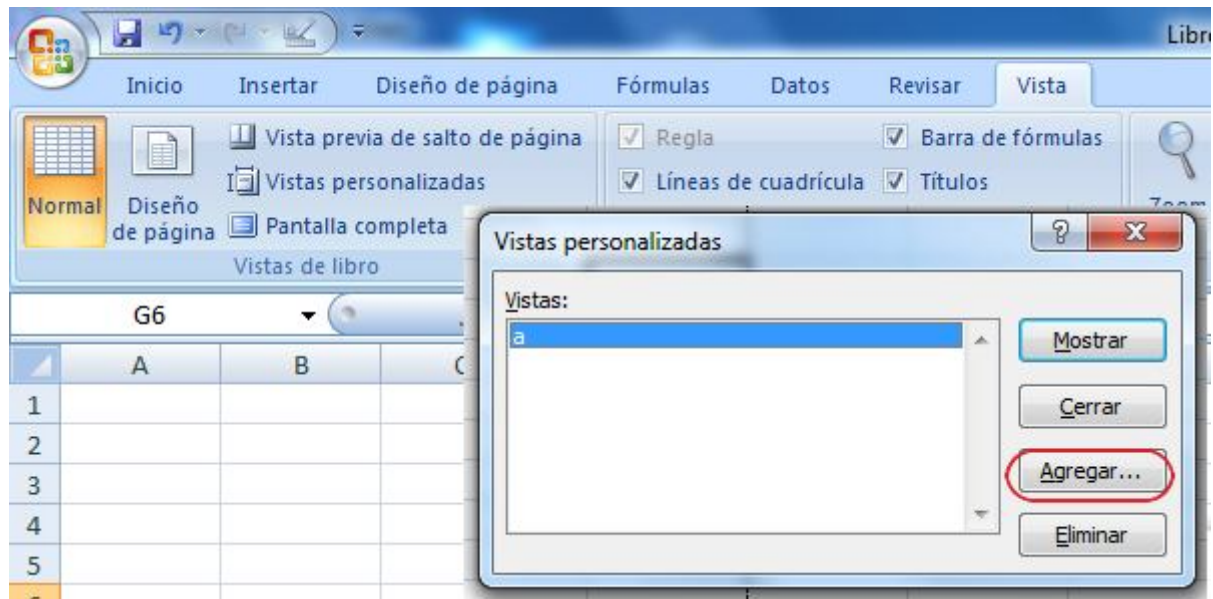 Libro
Inicio Insertar Diseño de página Fórmulas Datos Revisar Vista
Normal
Diseño de página
Vista previa de salto de página
Vistas personalizadas
Pantalla completa
Vistas de libro
Regla
Líneas de cuadrícula
Barra de fórmulas
Títulos
Zoom
Vistas personalizadas
Vistas:
a
Mostrar
Cerrar
Agregar...
Eliminar
G6
A B C
1
2
3
4
5